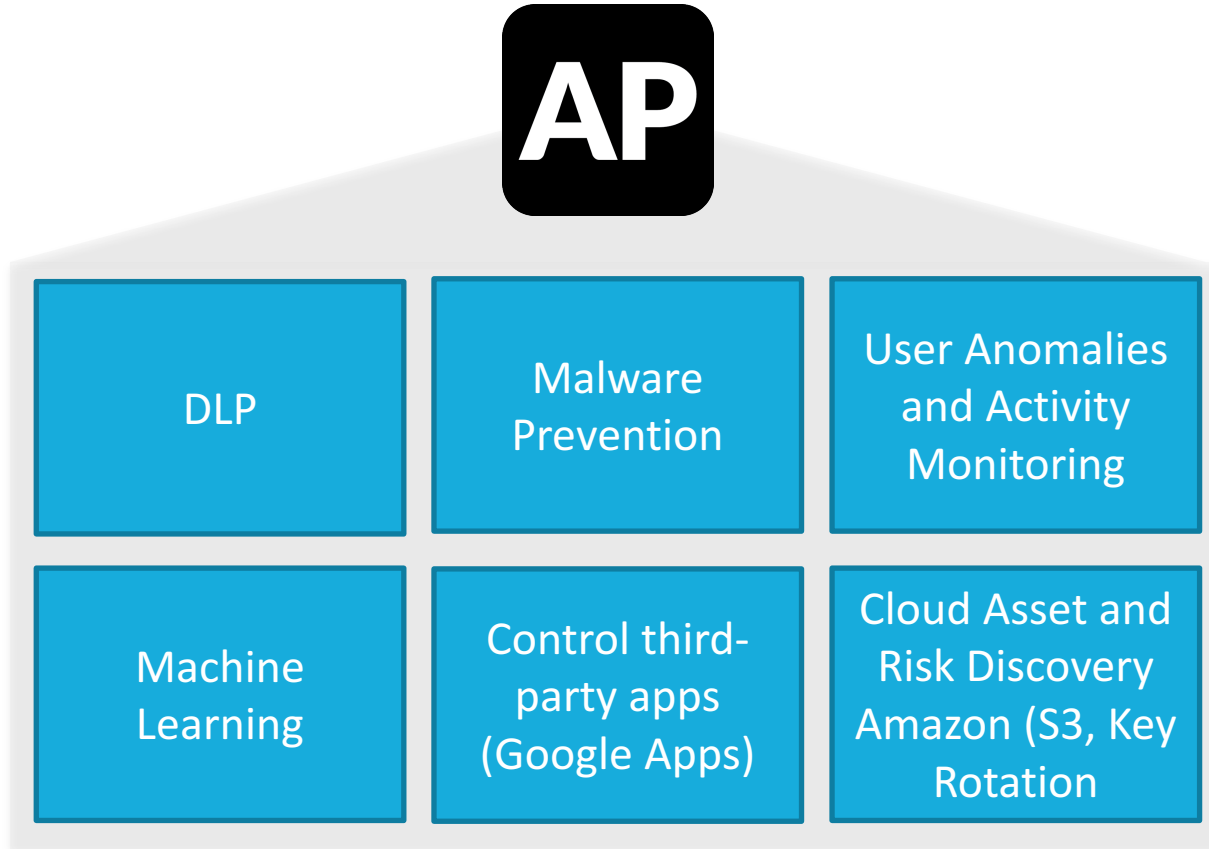 AP
DLP
Malware
Prevention
User Anomalies
and Activity
Monitoring
Machine
Learning
Control third-
party apps
(Google Apps)
Cloud Asset and
Risk Discovery
Amazon (S3, Key
Rotation